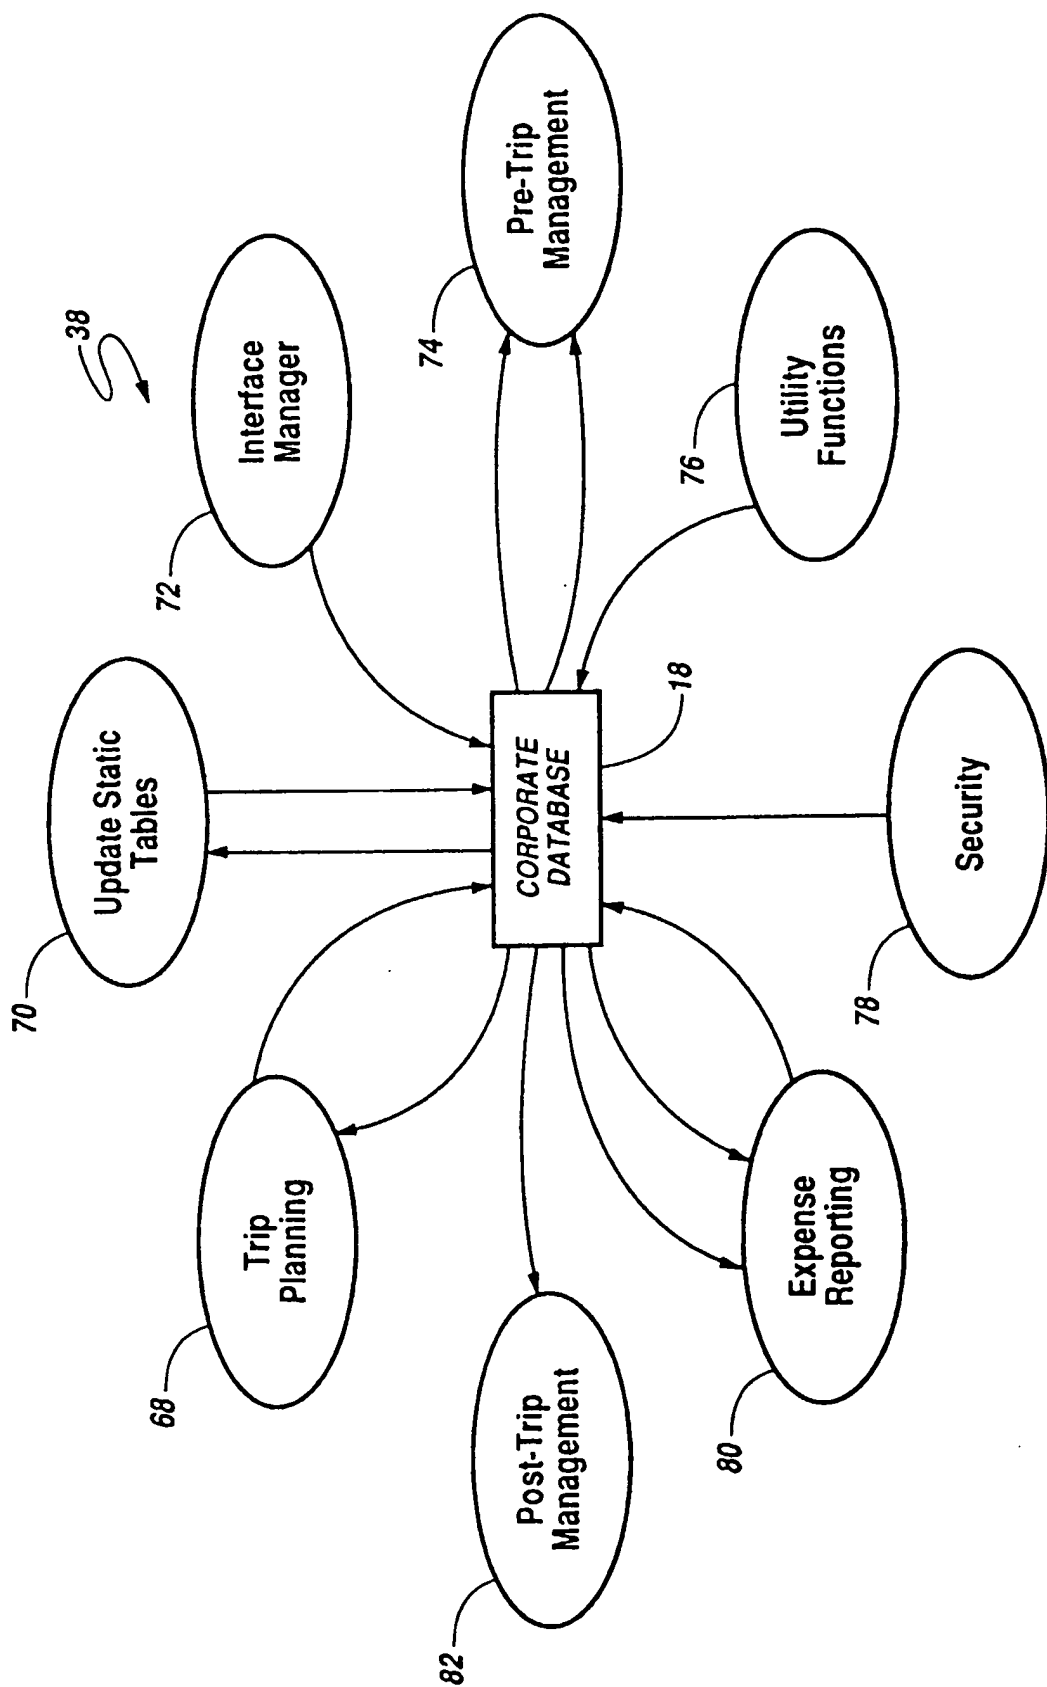 38
70
Update Static
Tables
72
Interface
Manager
68
Trip
Planning
74
Pre-Trip
Management
CORPORATE
DATABASE
18
82
Post-Trip
Management
76
Utility
Functions
80
Expense
Reporting
78
Security